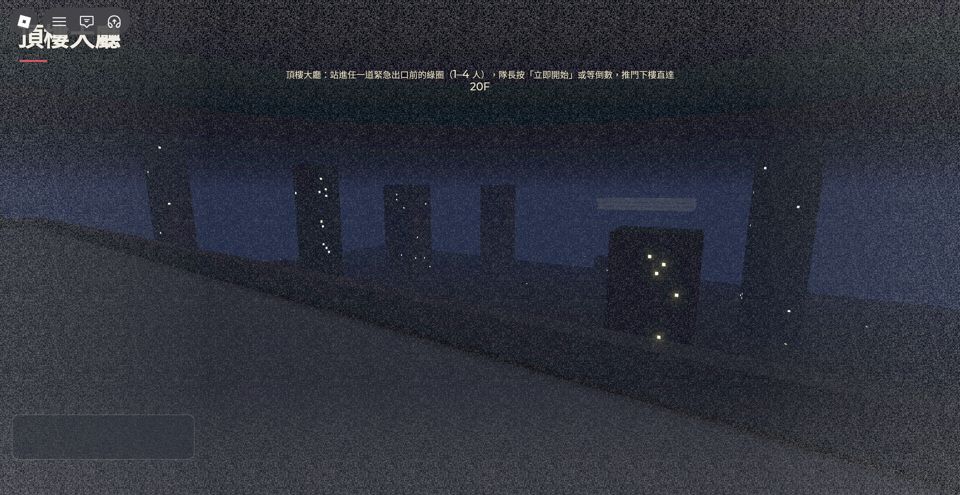 頂樓大廳
頂樓大廳：站進任一道緊急出口前的綠圈（1–4 人），隊長按「立即開始」或等倒數，推門下樓直達
20F